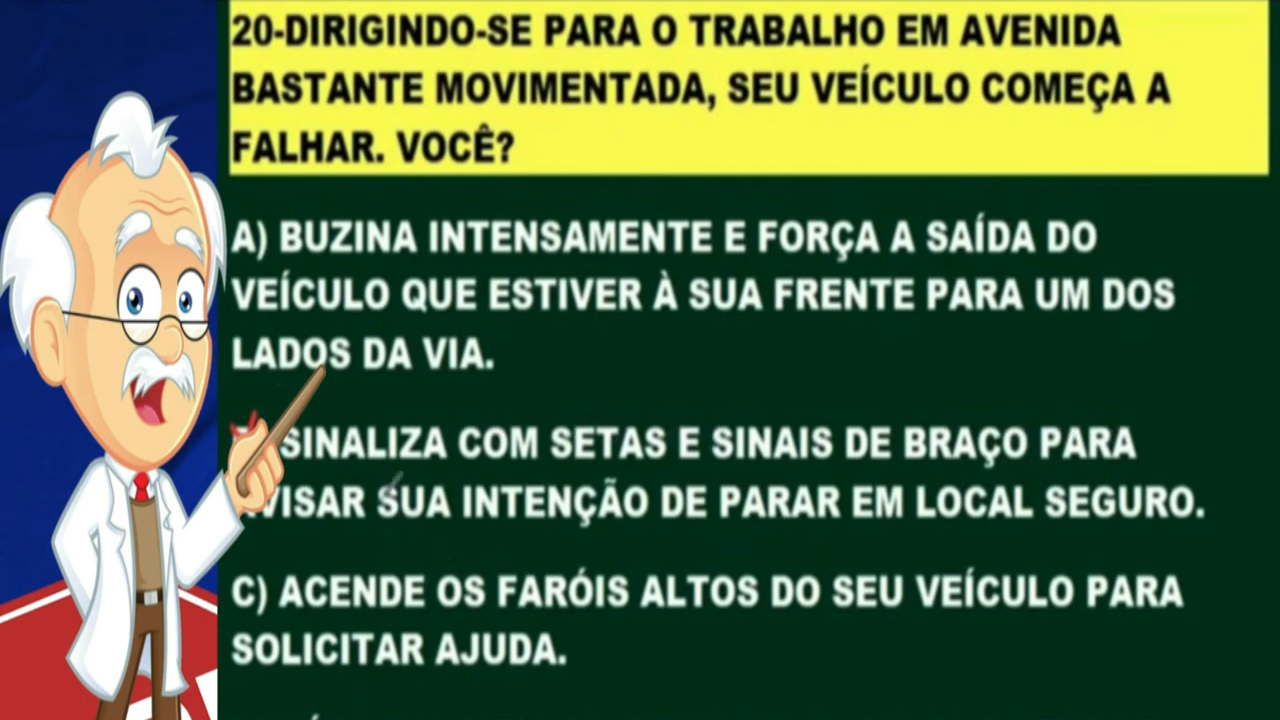 20-DIRIGINDO-SE PARA O TRABALHO EM AVENIDA
BASTANTE MOVIMENTADA, SEU VEÍCULO COMEÇA A
FALHAR. VOCÊ?
A) BUZINA INTENSAMENTE E FORÇA A SAÍDA DO
VEÍCULO QUE ESTIVER À SUA FRENTE PARA UM DOS
LADOS DA VIA.
SINALIZA COM SETAS E SINAIS DE BRAÇO PARA
VISAR SUA INTENÇÃO DE PARAR EM LOCAL SEGURO.
C) ACENDE OS FARÓIS ALTOS DO SEU VEÍCULO PARA
SOLICITAR AJUDA.